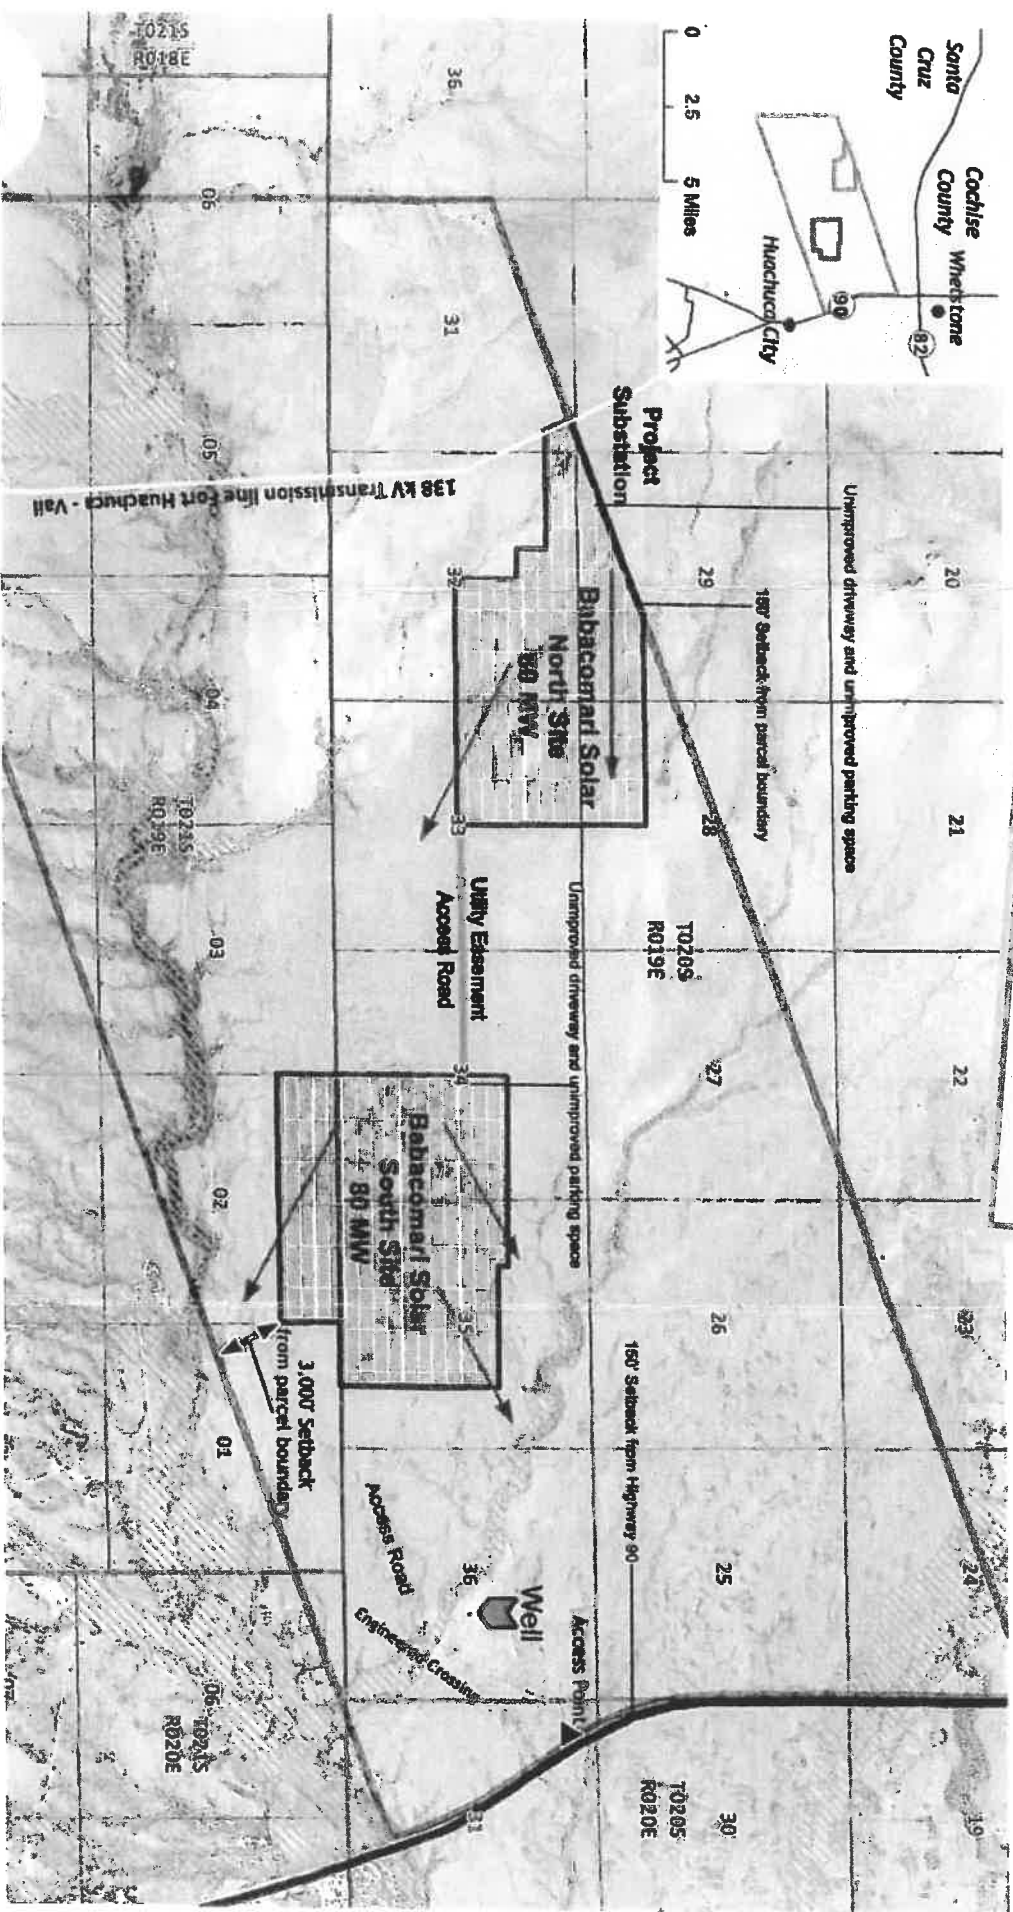 Santa
Cruz
County
Cochise
County
Whetstone
82
90
Huachuca City
0
2.5
5 Miles
T021S
R018E
36
06
31
05
Project
Substation
138 kV Transmission line Fort Huachuca - Vail
Unimproved driveway and unimproved parking space
20
29
32
150' Setback from parcel boundary
Babacomari Solar
North Site
80 MW
04
21
28
33
T021S
R019E
Utility Easement
Access Road
03
T020S
R019E
Unimproved driveway and unimproved parking space
22
27
34
Babacomari Solar
South Site
80 MW
02
23
26
35
3,000' Setback
from parcel boundary
01
150' Setback from Highway 90
24
25
36
Access Road
Engineered Crossing
Well
Access Point
06
T021S
R020E
31
T020S
R020E
30
19